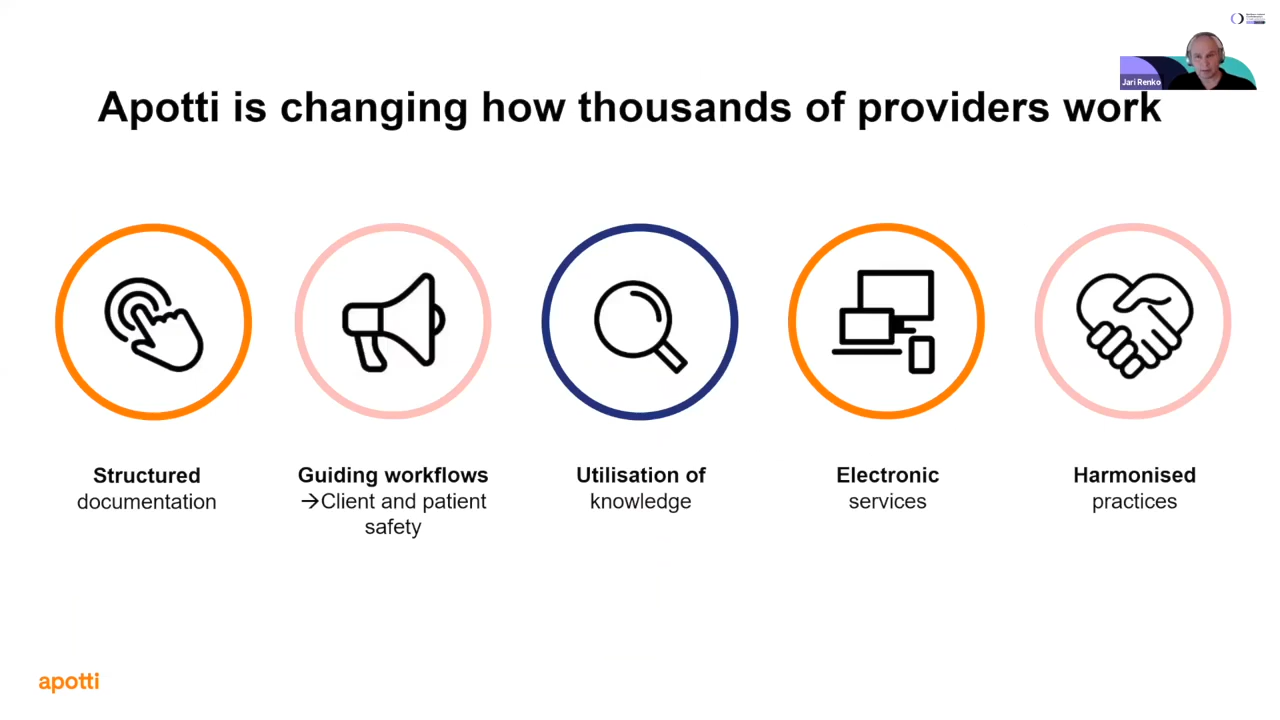 Jari Renko
Apotti is changing how thousands of providers work
Structured
documentation
Guiding workflows
→Client and patient
safety
Utilisation of
knowledge
Electronic
services
Harmonised
practices
apotti